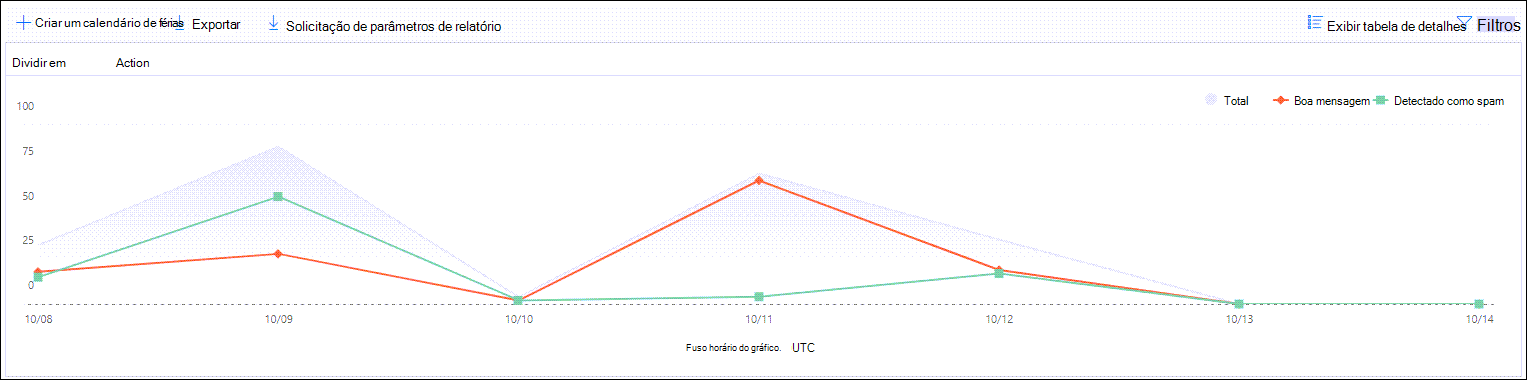 Criar um calendário de férias Exportar Solicitação de parâmetros de relatório Exibir tabela de detalhes Filtros
Dividir em Action
Total Boa mensagem Detectado como spam
100
75
50
25
0
10/08 10/09 10/10 10/11 10/12 10/13 10/14
Fuso horário do gráfico. UTC